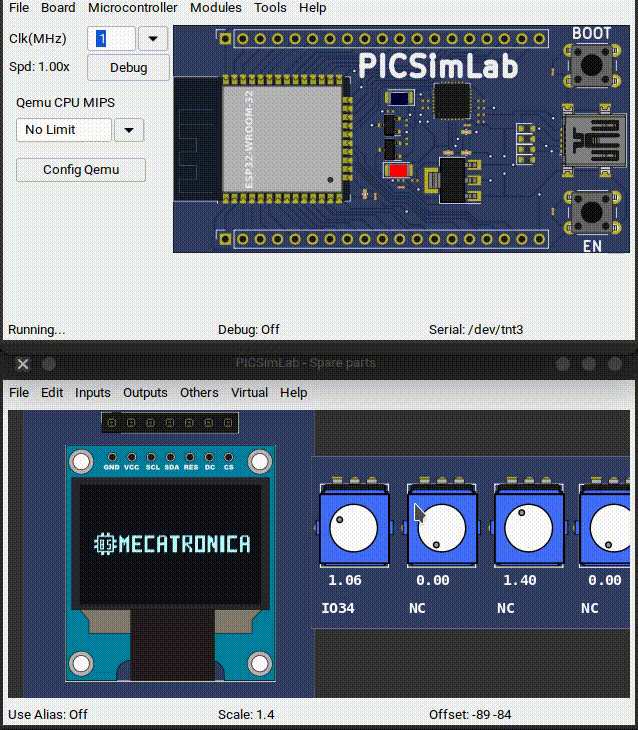 File Board Microcontroller Modules Tools Help
Clk(MHz) 1
Spd: 1.00x Debug
Qemu CPU MIPS
No Limit
Config Qemu
PICSimLab
ESP32-WROOM-32
BOOT
EN
Running... Debug: Off Serial: /dev/tnt3
PICSimLab - Spare parts
File Edit Inputs Outputs Others Virtual Help
GND VCC SCL SDA RES DC CS
MECATRONICA
1.06 0.00 1.40 0.00
IO34 NC NC NC
Use Alias: Off Scale: 1.4 Offset: -89 -84